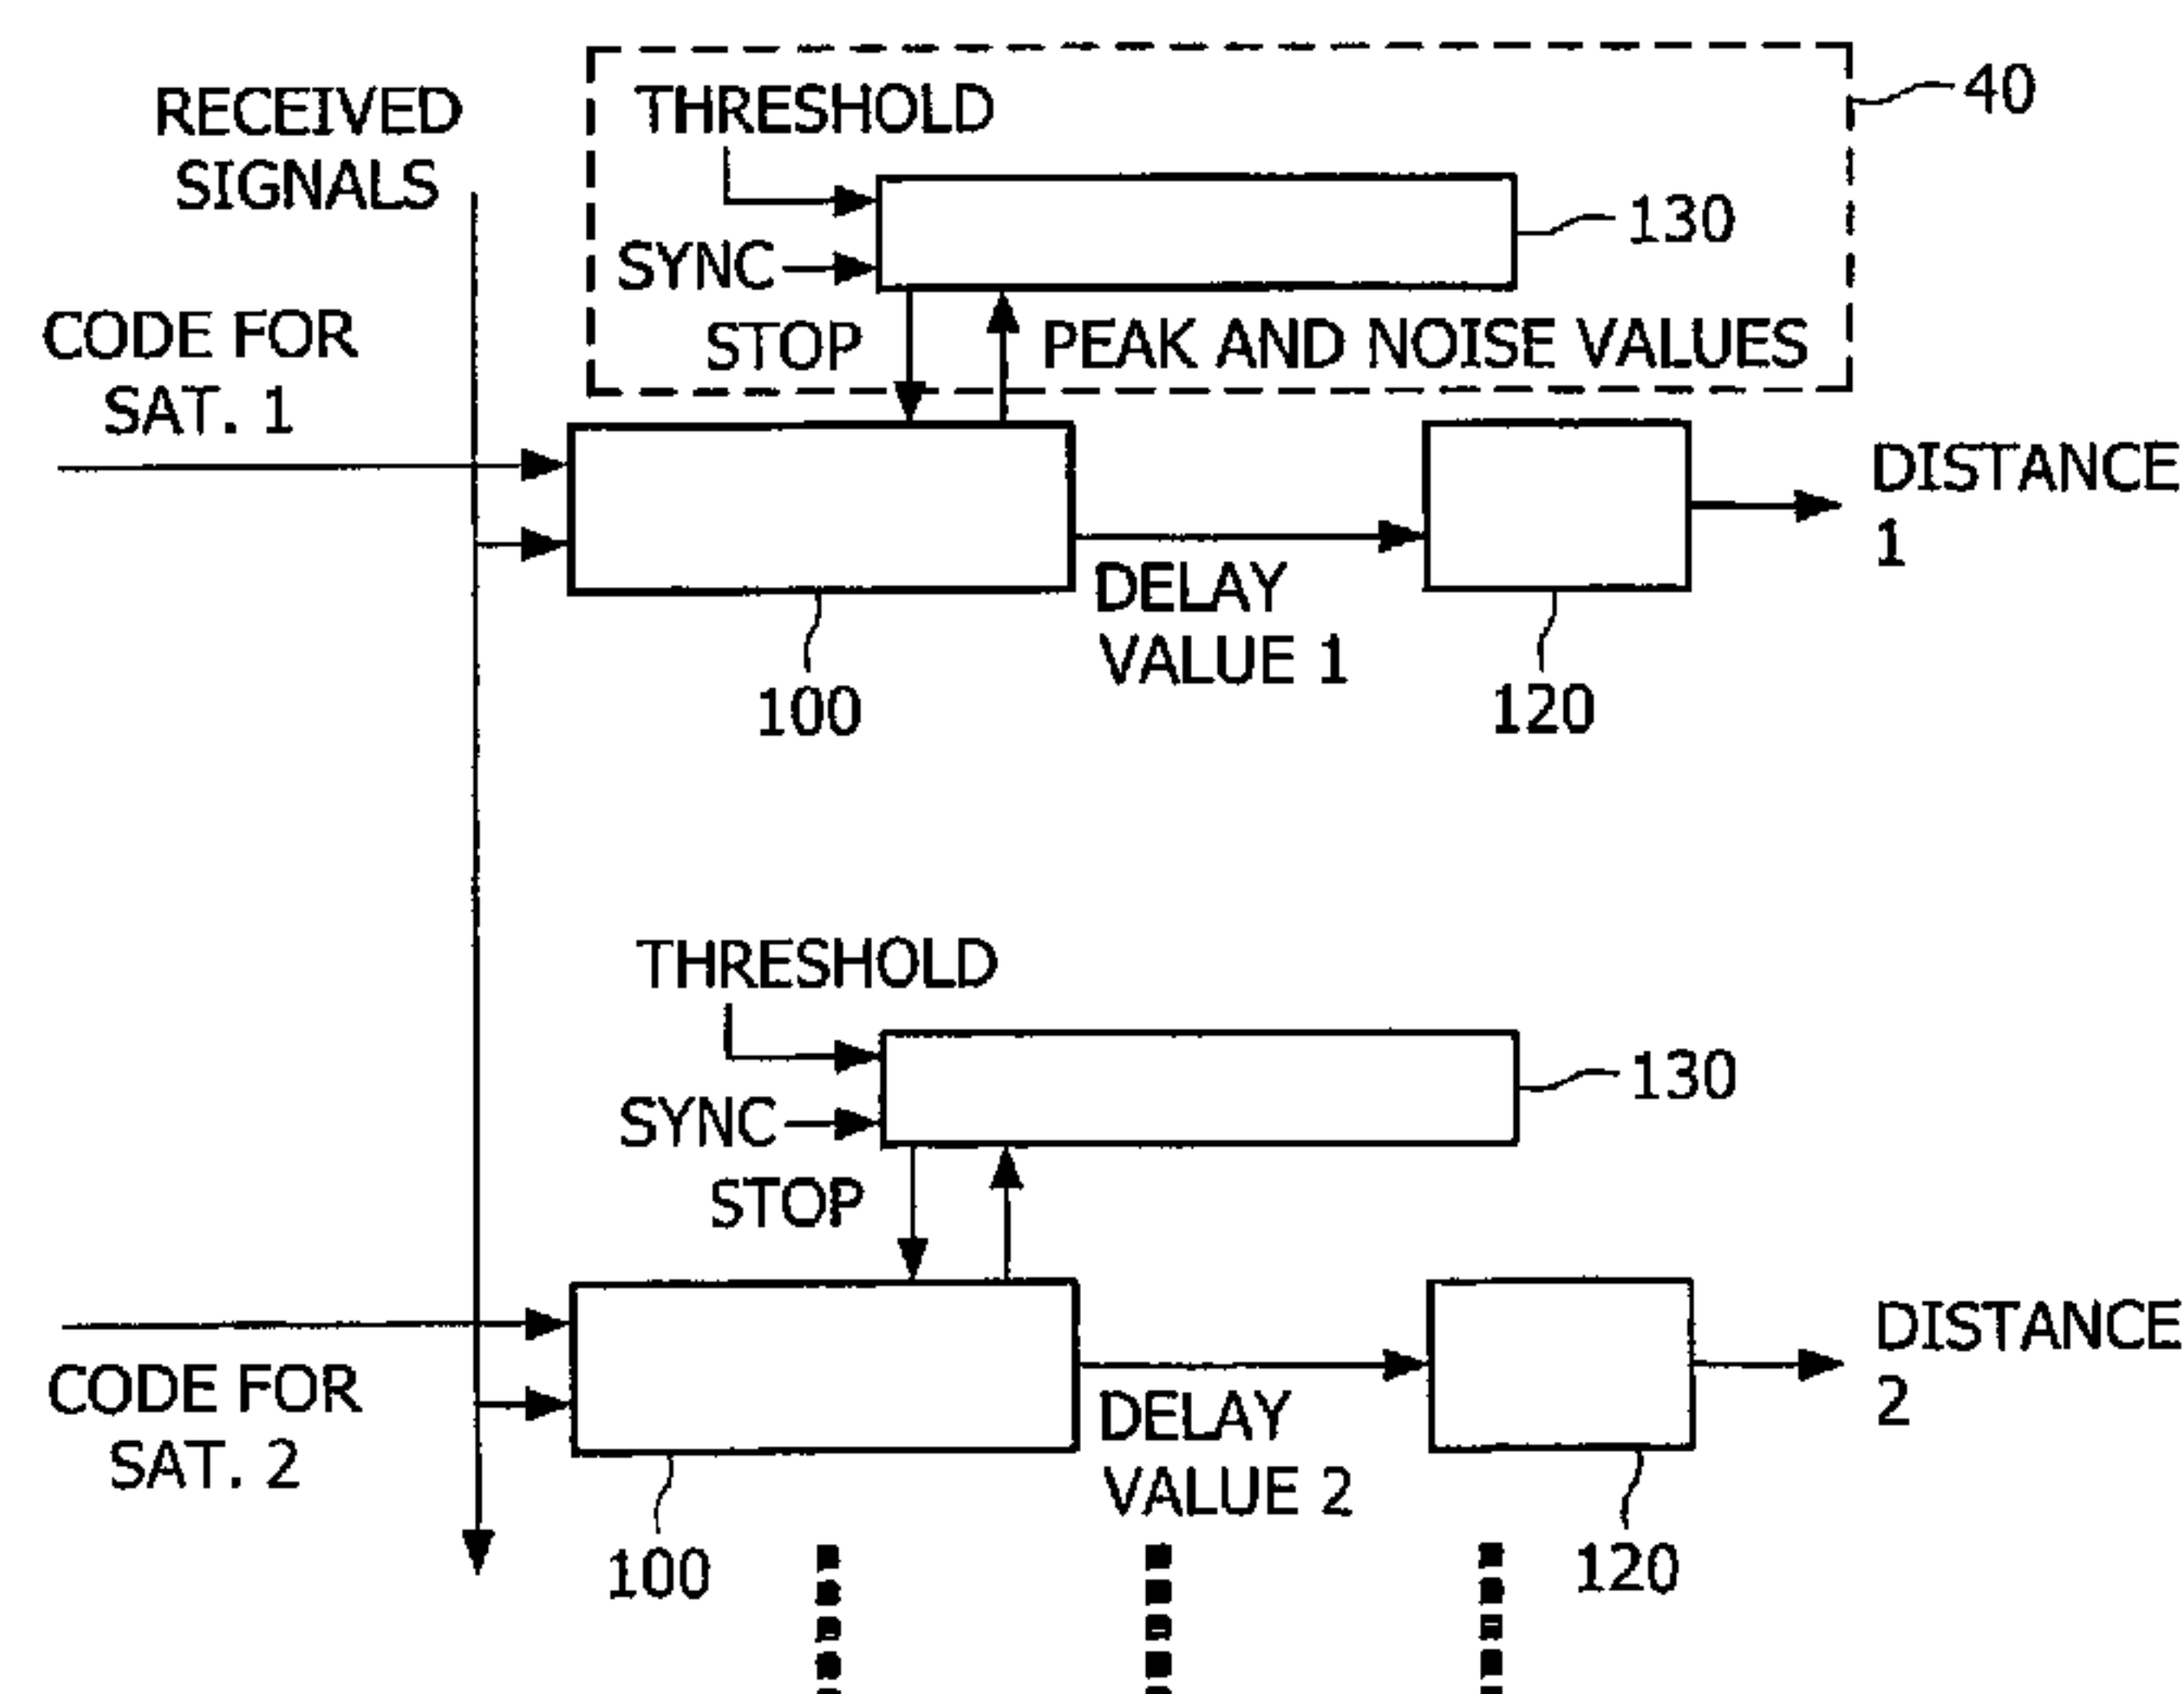 RECEIVED
SIGNALS
THRESHOLD
40
130
SYNC
STOP
PEAK AND NOISE VALUES
CODE FOR
SAT. 1
DISTANCE
1
DELAY
VALUE 1
100
120
THRESHOLD
130
SYNC
STOP
CODE FOR
SAT. 2
DISTANCE
2
DELAY
VALUE 2
100
120